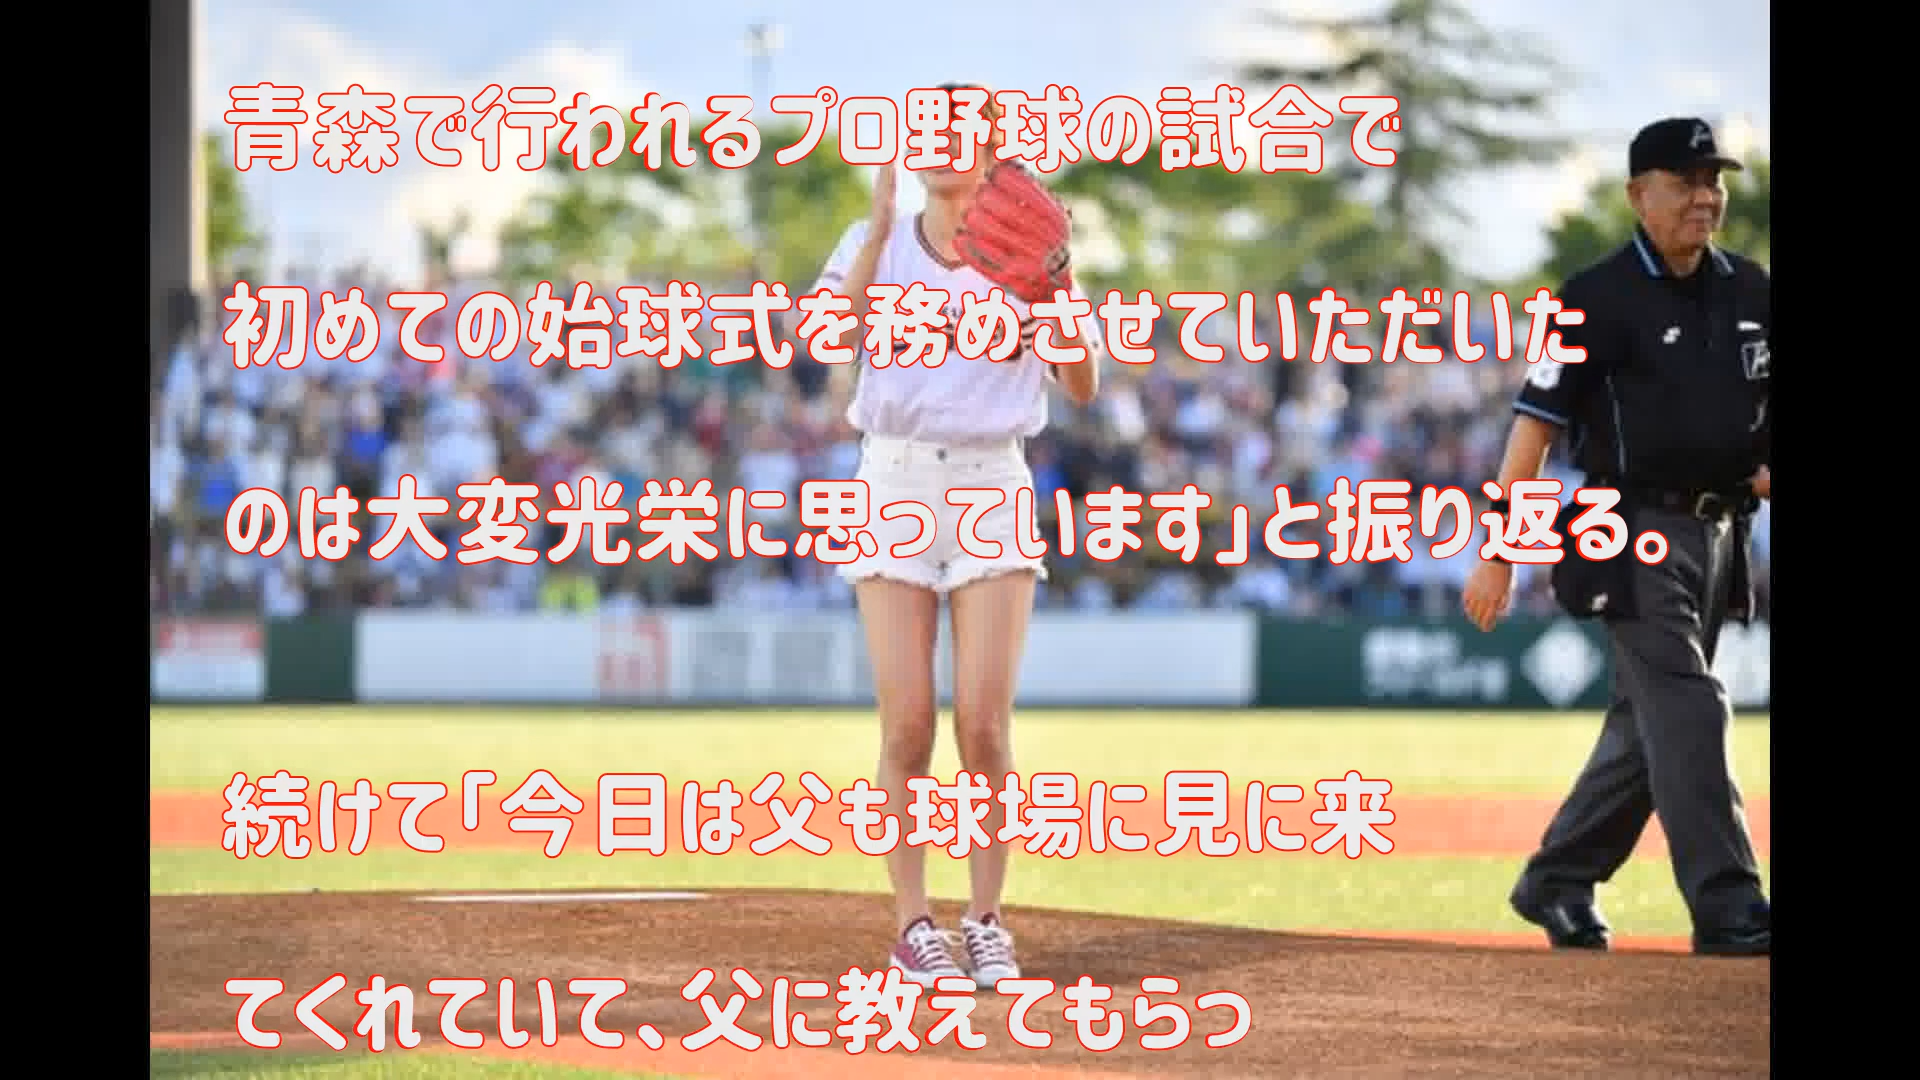 青森で行われるプロ野球の試合で
初めての始球式を務めさせていただいた
のは大変光栄に思っています」と振り返る。
続けて「今日は父も球場に見に来
てくれていて、父に教えてもらっ